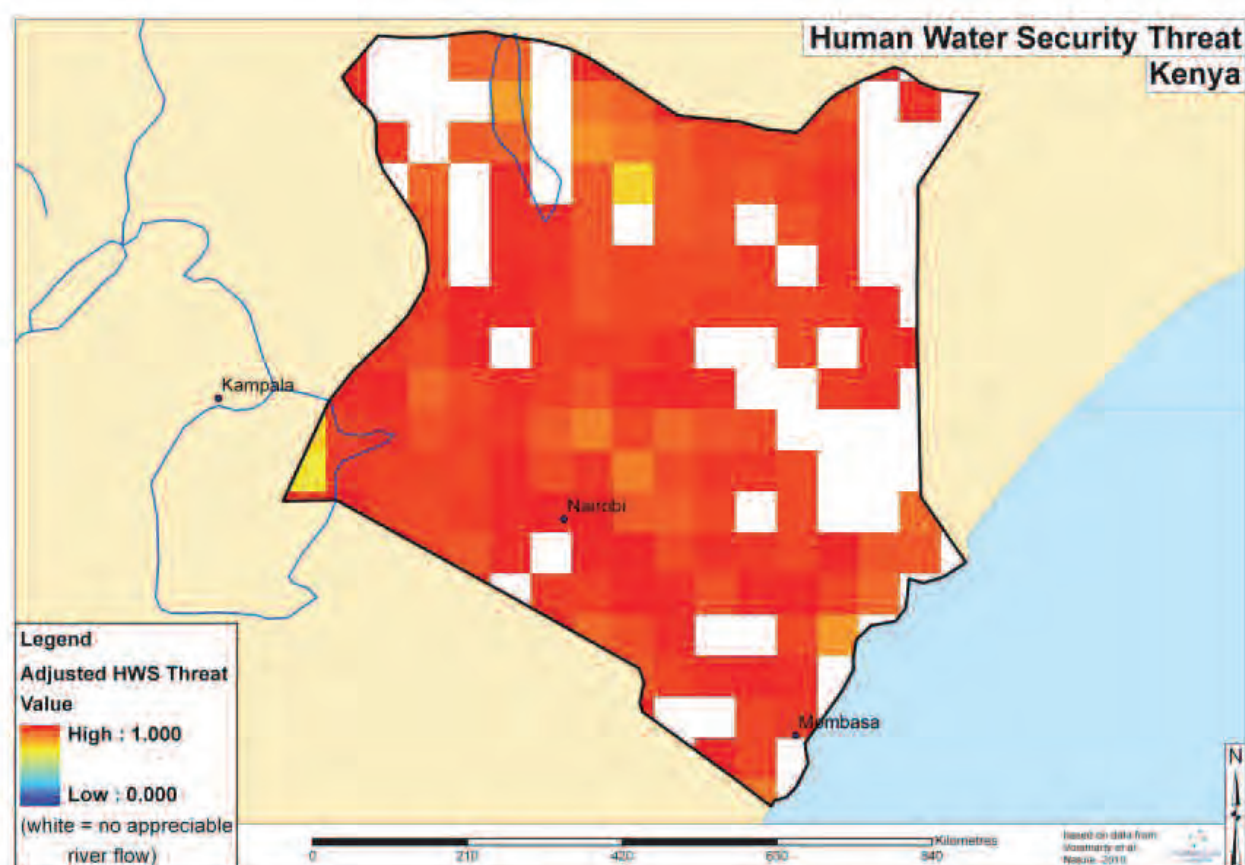 Human Water Security Threat
Kenya
Kampala
Nairobi
Mombasa
Legend
Adjusted HWS Threat
Value
High : 1.000
Low : 0.000
(white = no appreciable
river flow)
N
Kilometres
0 210 420 630 840
based on data from
et al
Nature 2010